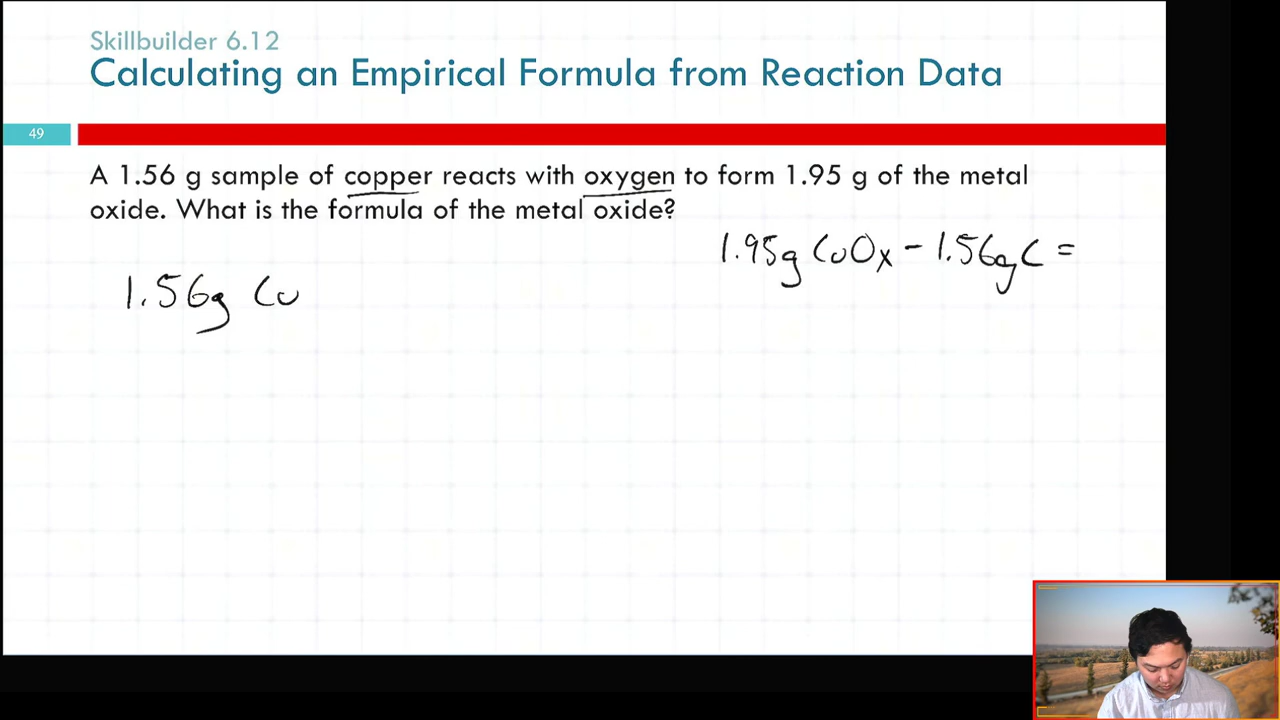 Skillbuilder 6.12
Calculating an Empirical Formula from Reaction Data
49
A 1.56 g sample of copper reacts with oxygen to form 1.95 g of the metal
oxide. What is the formula of the metal oxide?
1.95g CuOx - 1.56g C =
1.56g Cu